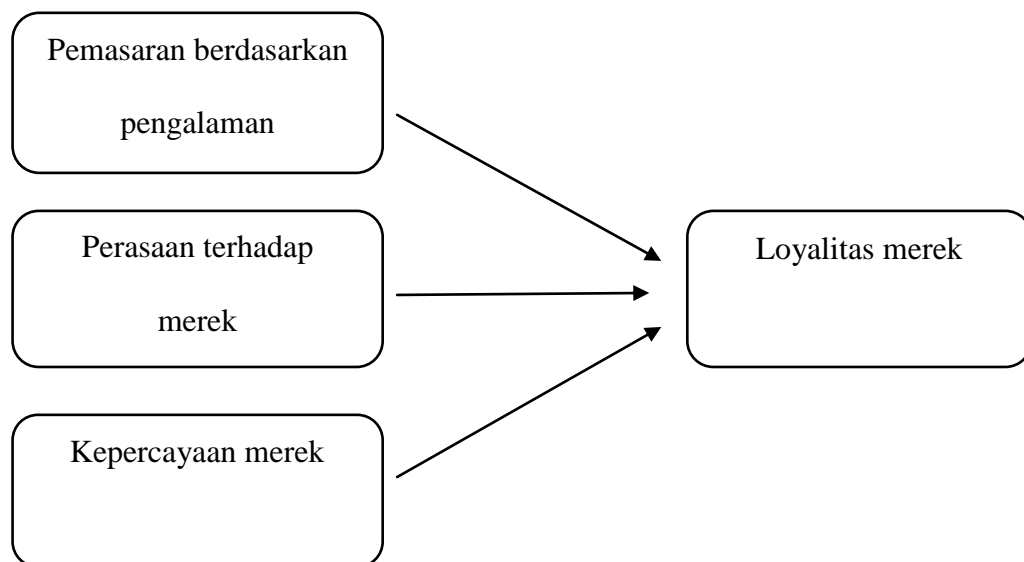 Pemasaran berdasarkan
pengalaman
Perasaan terhadap
merek
Loyalitas merek
Kepercayaan merek